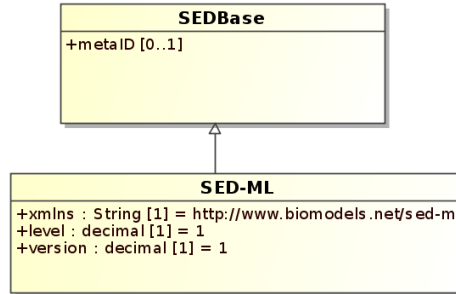 SEDBase
+metaID [0..1]
SED-ML
+xmlns : String [1] = http://www.biomodels.net/sed-m
+level : decimal [1] = 1
+version : decimal [1] = 1